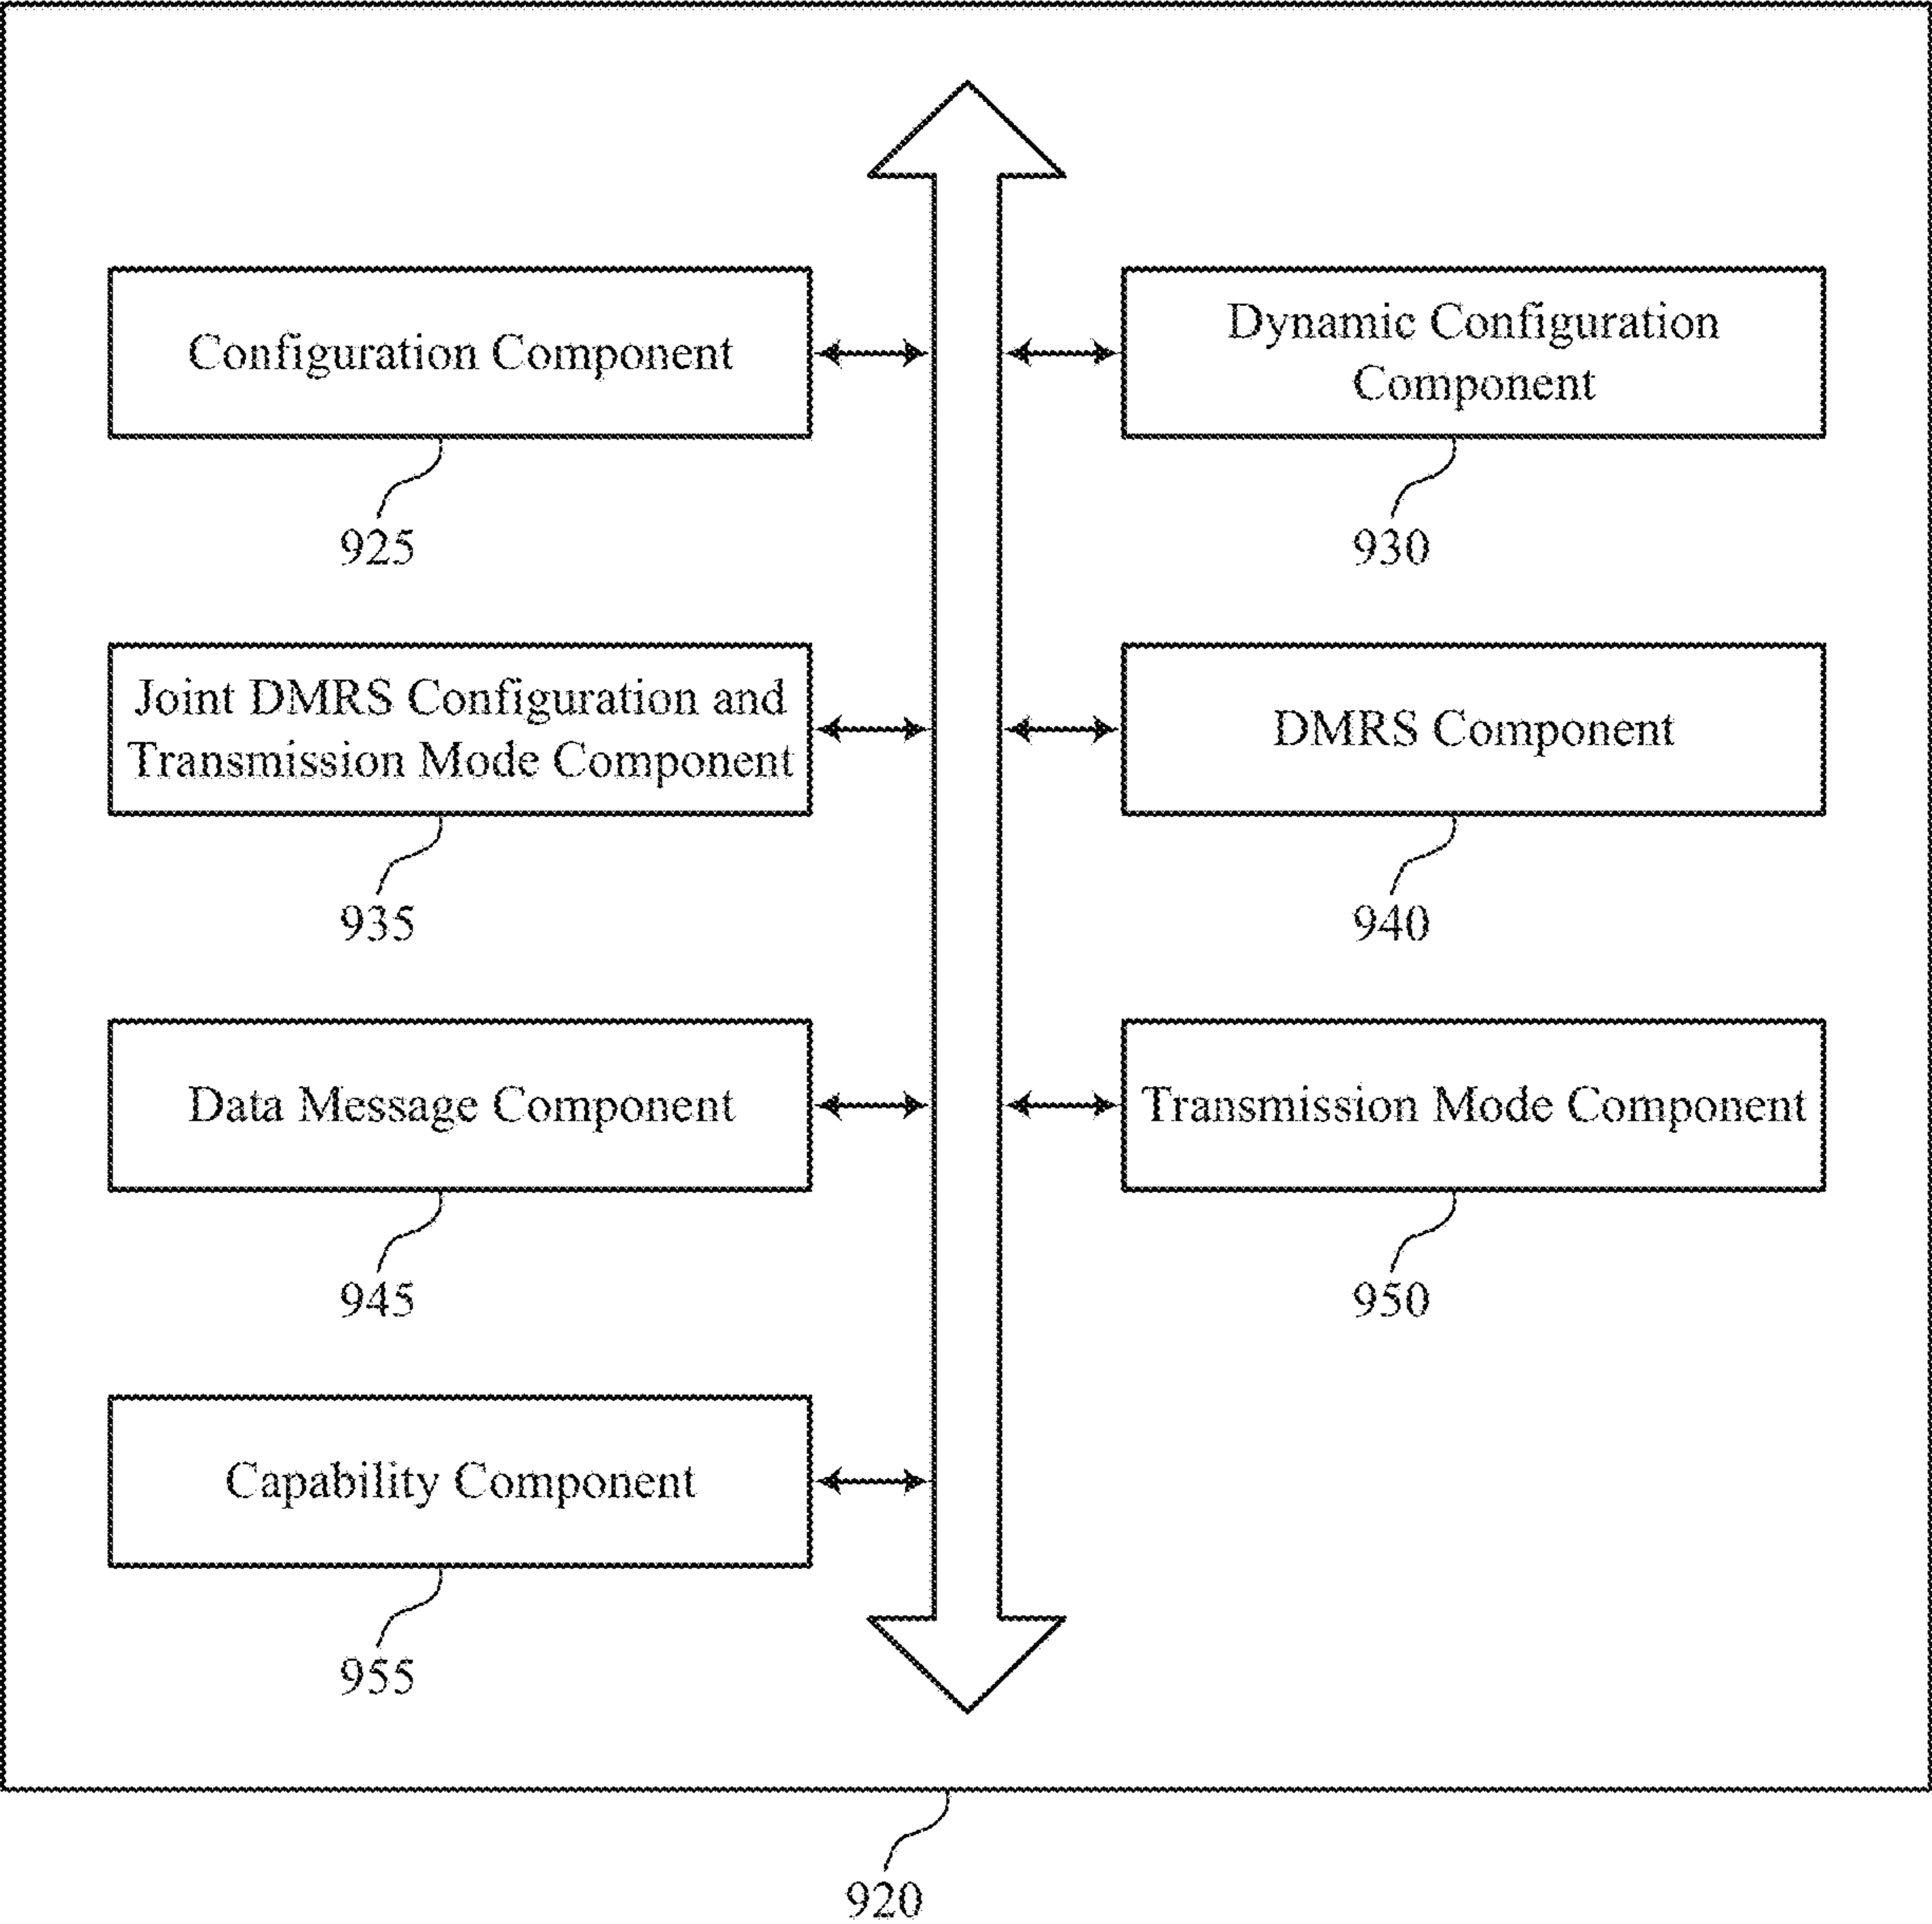 Configuration Component
925
Dynamic Configuration
Component
930
Joint DMRS Configuration and
Transmission Mode Component
935
DMRS Component
940
Data Message Component
945
Transmission Mode Component
950
Capability Component
955
920